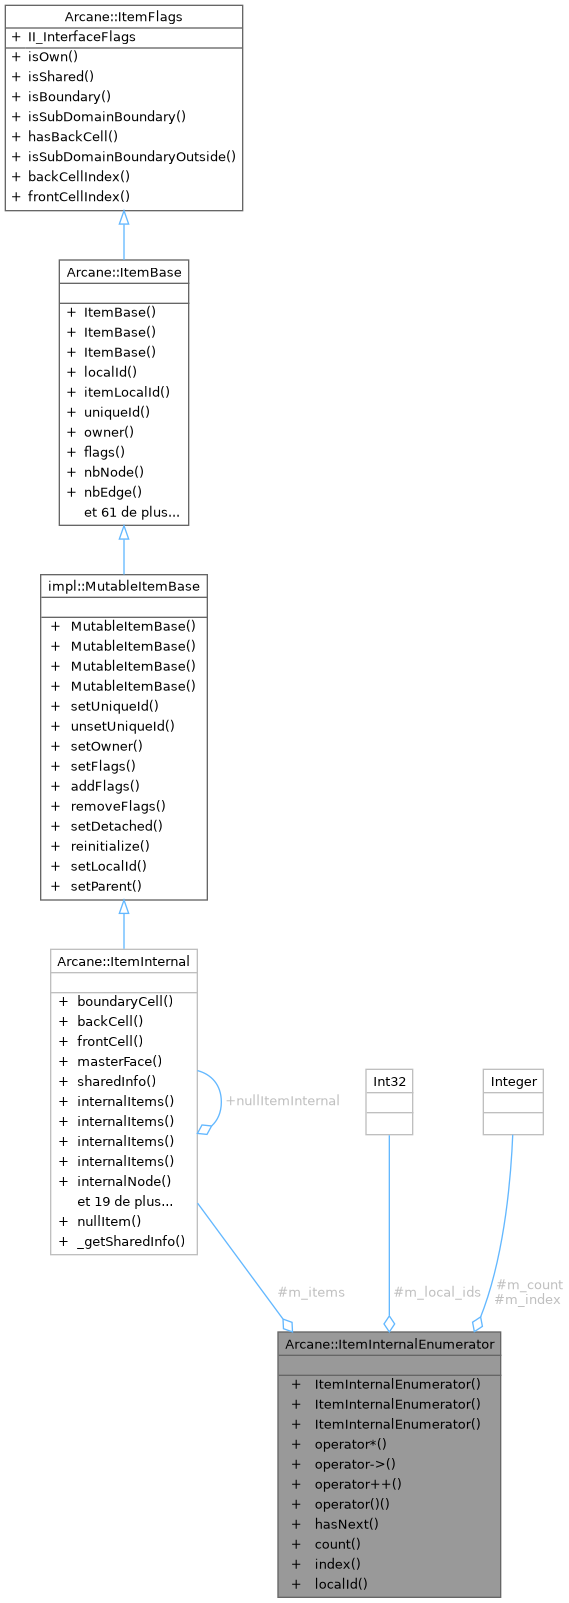 Arcane::ItemFlags
+ II_InterfaceFlags
+ isOwn()
+ isShared()
+ isBoundary()
+ isSubDomainBoundary()
+ hasBackCell()
+ isSubDomainBoundaryOutside()
+ backCellIndex()
+ frontCellIndex()
Arcane::ItemBase
+ ItemBase()
+ ItemBase()
+ ItemBase()
+ localId()
+ itemLocalId()
+ uniqueId()
+ owner()
+ flags()
+ nbNode()
+ nbEdge()
et 61 de plus...
impl::MutableItemBase
+ MutableItemBase()
+ MutableItemBase()
+ MutableItemBase()
+ MutableItemBase()
+ setUniqueId()
+ unsetUniqueId()
+ setOwner()
+ setFlags()
+ addFlags()
+ removeFlags()
+ setDetached()
+ reinitialize()
+ setLocalId()
+ setParent()
Arcane::ItemInternal
+ boundaryCell()
+ backCell()
+ frontCell()
+ masterFace()
+ sharedInfo()
+ internalItems()
+ internalItems()
+ internalItems()
+ internalItems()
+ internalNode()
et 19 de plus...
+ nullItem()
+ _getSharedInfo()
+nullItemInternal
Int32
Integer
#m_items
#m_local_ids
#m_count
#m_index
Arcane::ItemInternalEnumerator
+ ItemInternalEnumerator()
+ ItemInternalEnumerator()
+ ItemInternalEnumerator()
+ operator*()
+ operator->()
+ operator++()
+ operator()()
+ hasNext()
+ count()
+ index()
+ localId()